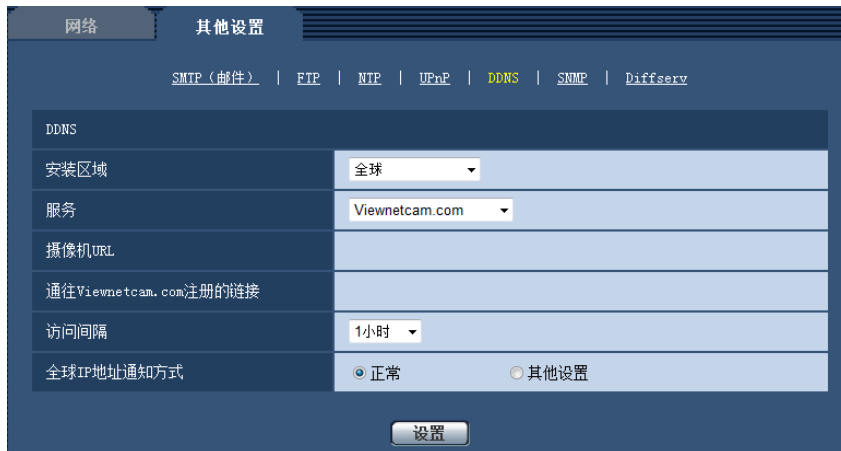 网络 其他设置
SMTP（邮件） | FTP | NTP | UPnP | DDNS | SNMP | Diffserv
DDNS
安装区域 全球
服务 Viewnetcam.com
摄像机URL
通往Viewnetcam.com注册的链接
访问间隔 1小时
全球IP地址通知方式 正常 其他设置
设置